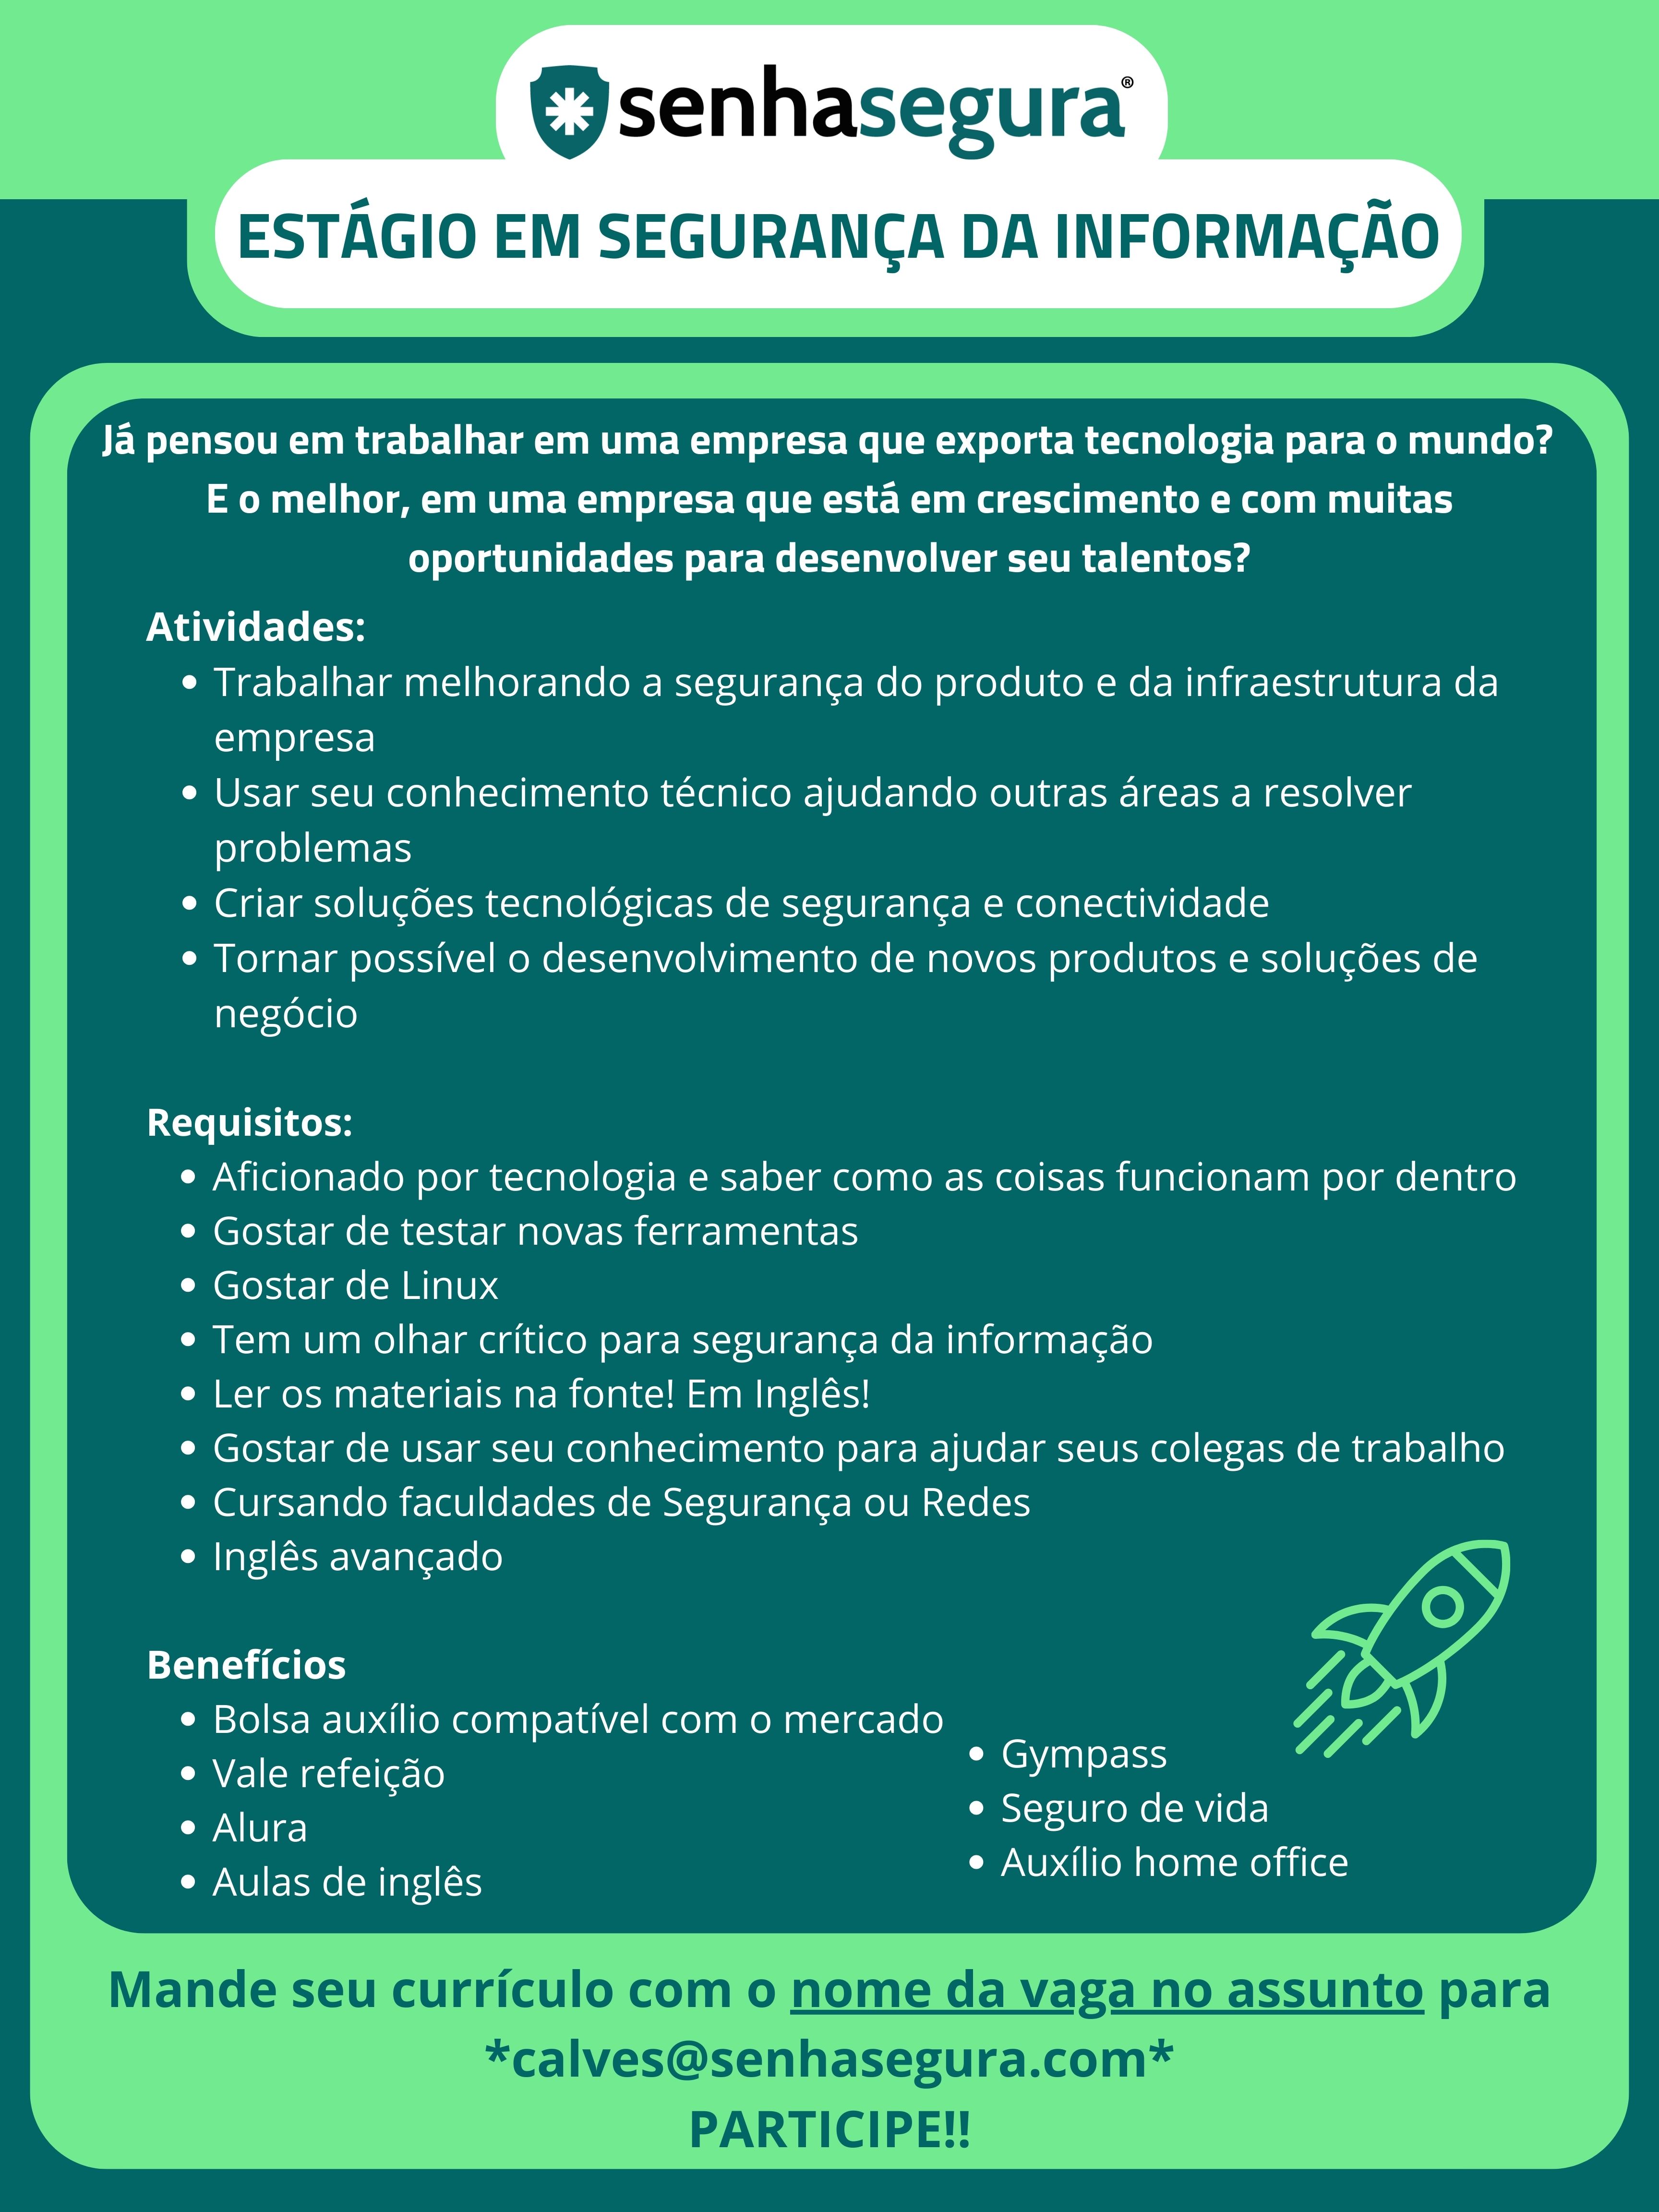 senhasegura®
ESTÁGIO EM SEGURANÇA DA INFORMAÇÃO
Já pensou em trabalhar em uma empresa que exporta tecnologia para o mundo?
E o melhor, em uma empresa que está em crescimento e com muitas
oportunidades para desenvolver seu talentos?
Atividades:
• Trabalhar melhorando a segurança do produto e da infraestrutura da
empresa
• Usar seu conhecimento técnico ajudando outras áreas a resolver
problemas
• Criar soluções tecnológicas de segurança e conectividade
• Tornar possível o desenvolvimento de novos produtos e soluções de
negócio
Requisitos:
• Aficionado por tecnologia e saber como as coisas funcionam por dentro
• Gostar de testar novas ferramentas
• Gostar de Linux
• Tem um olhar crítico para segurança da informação
• Ler os materiais na fonte! Em Inglês!
• Gostar de usar seu conhecimento para ajudar seus colegas de trabalho
• Cursando faculdades de Segurança ou Redes
• Inglês avançado
Benefícios
• Bolsa auxílio compatível com o mercado
• Vale refeição
• Alura
• Aulas de inglês
• Gympass
• Seguro de vida
• Auxílio home office
Mande seu currículo com o nome da vaga no assunto para
*calves@senhasegura.com*
PARTICIPE!!